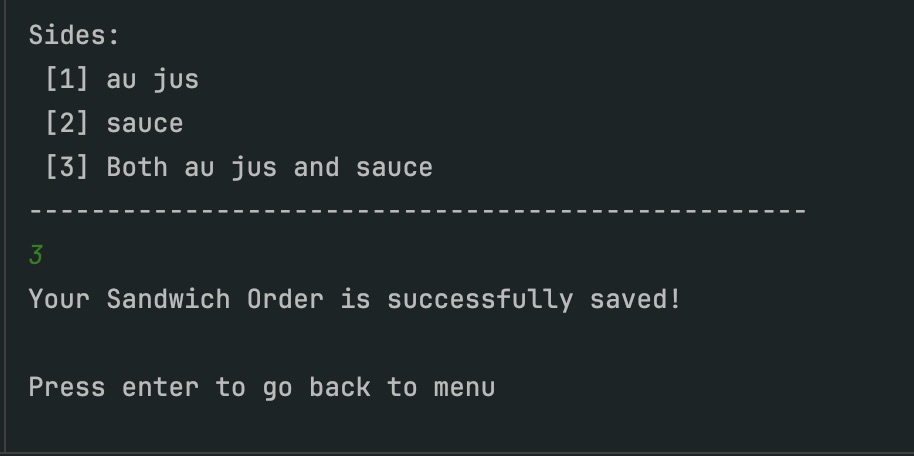 Sides:
[1] au jus
[2] sauce
[3] Both au jus and sauce
--------------------------------------------------
3
Your Sandwich Order is successfully saved!
Press enter to go back to menu